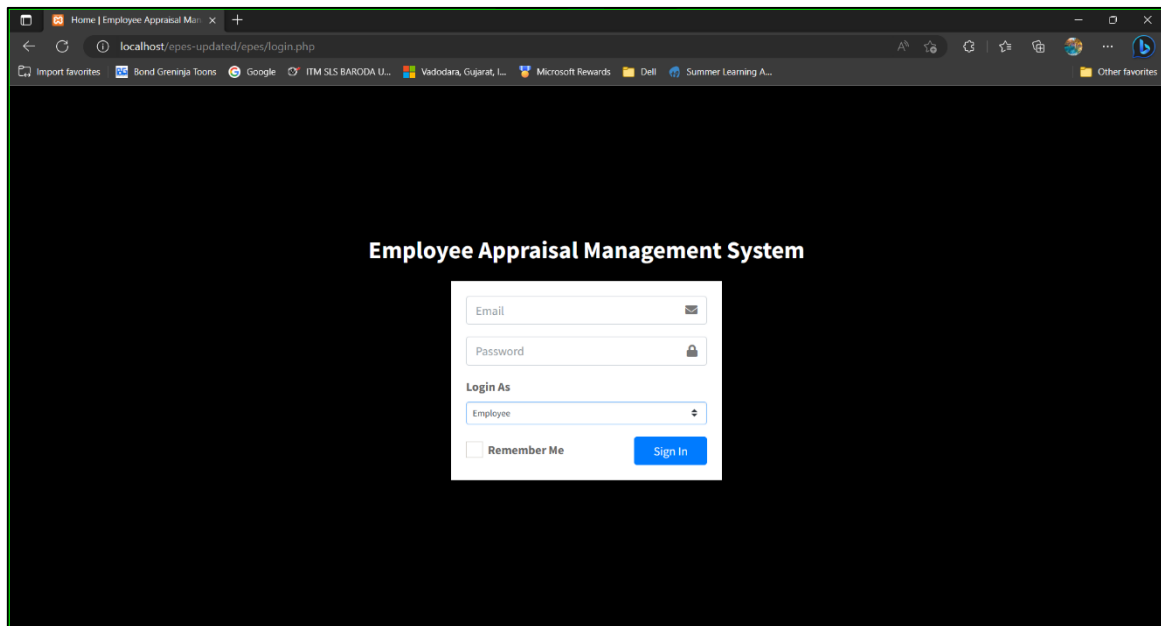 Home | Employee Appraisal Man
localhost/epes-updated/epes/login.php
Import favorites Bond Greninja Toons Google ITM SLS BARODA U... Vadodara, Gujarat, I... Microsoft Rewards Dell Summer Learning A... Other favorites
Employee Appraisal Management System
Email
Password
Login As
Employee
Remember Me Sign In